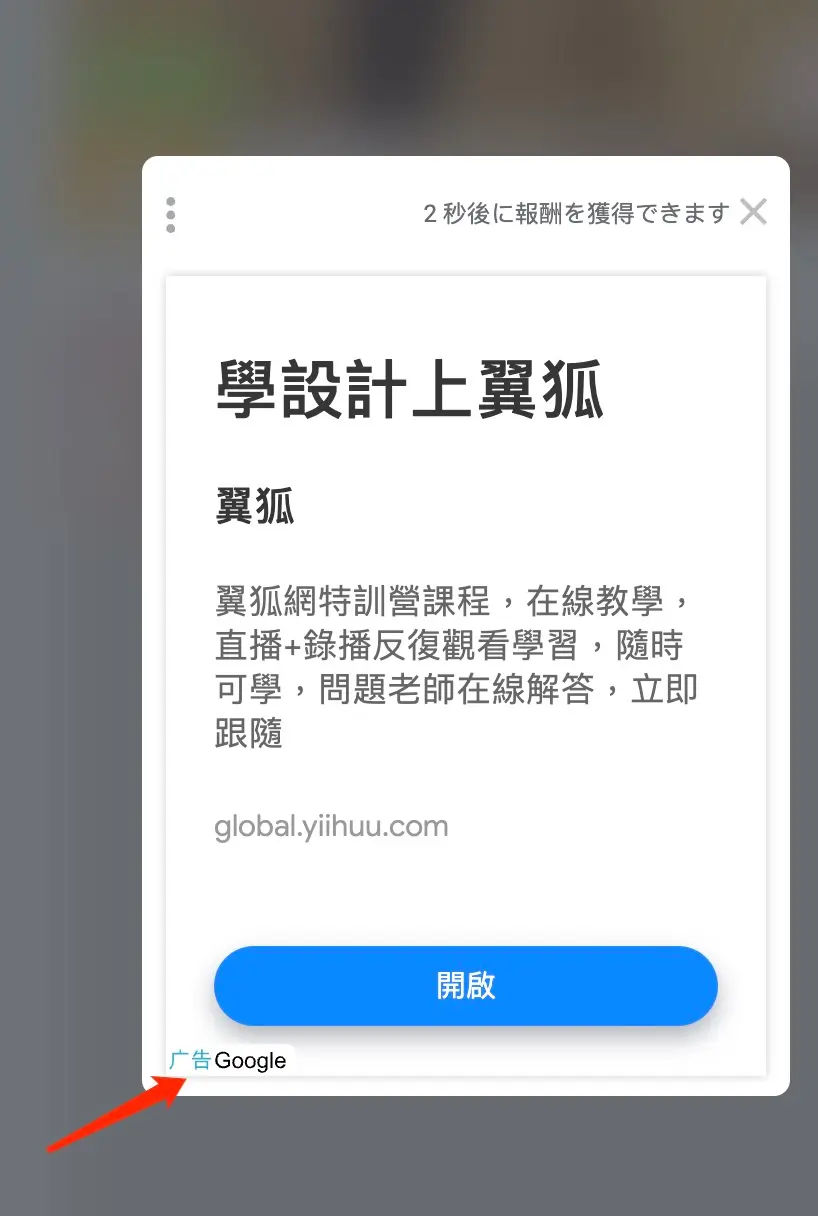 2 秒後に報酬を獲得できます
學設計上翼狐
翼狐
翼狐網特訓營課程，在線教學，
直播+錄播反復觀看學習，隨時
可學，問題老師在線解答，立即
跟隨
global.yiihuu.com
開啟
广告Google